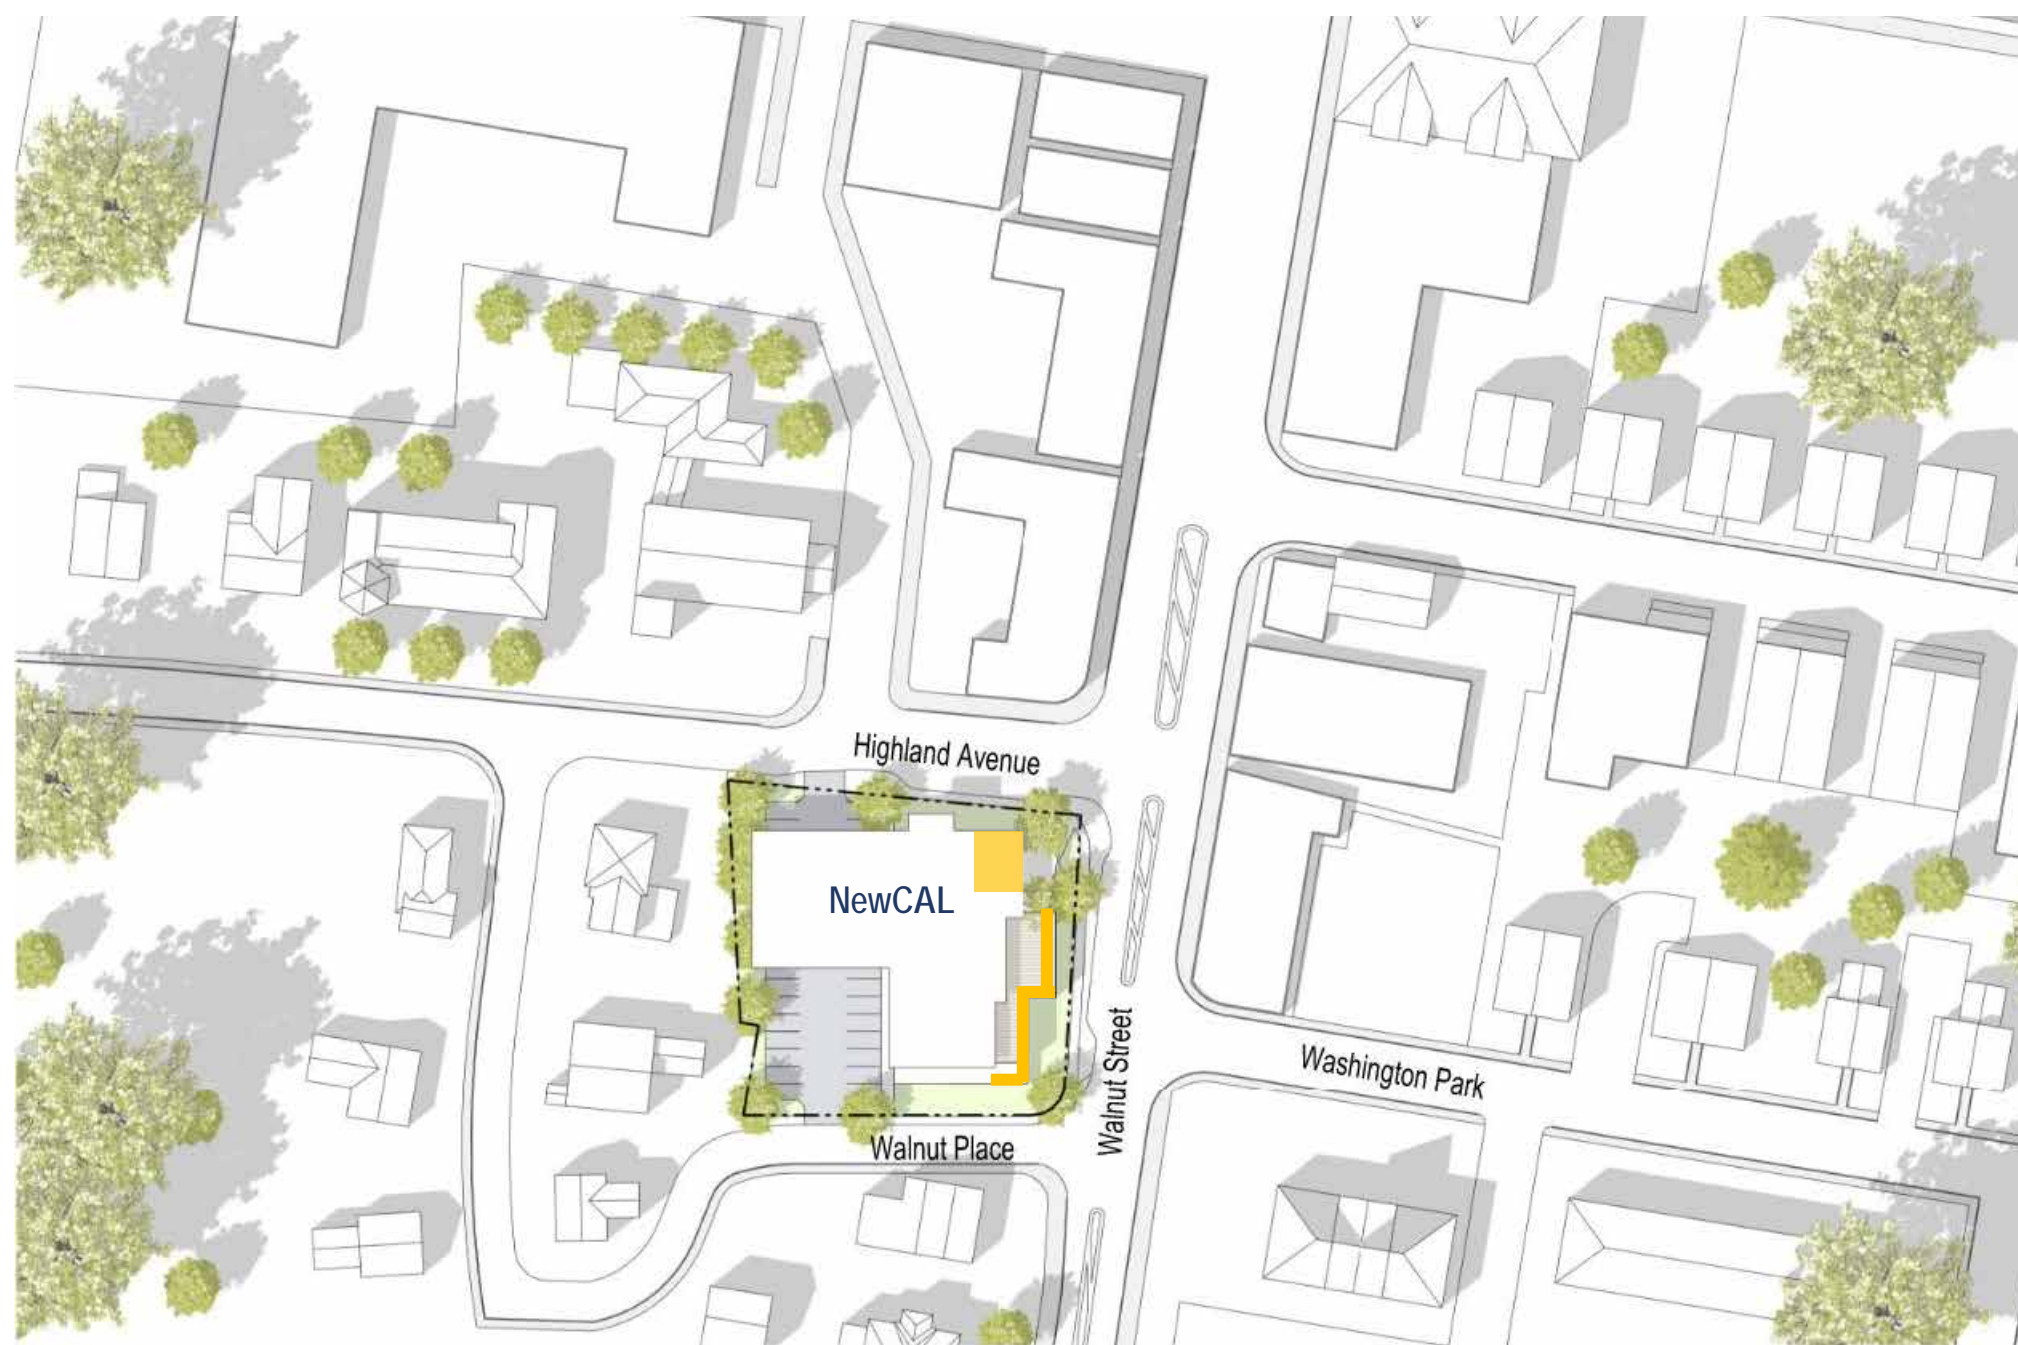 Highland Avenue
NewCAL
Walnut Street
Washington Park
Walnut Place